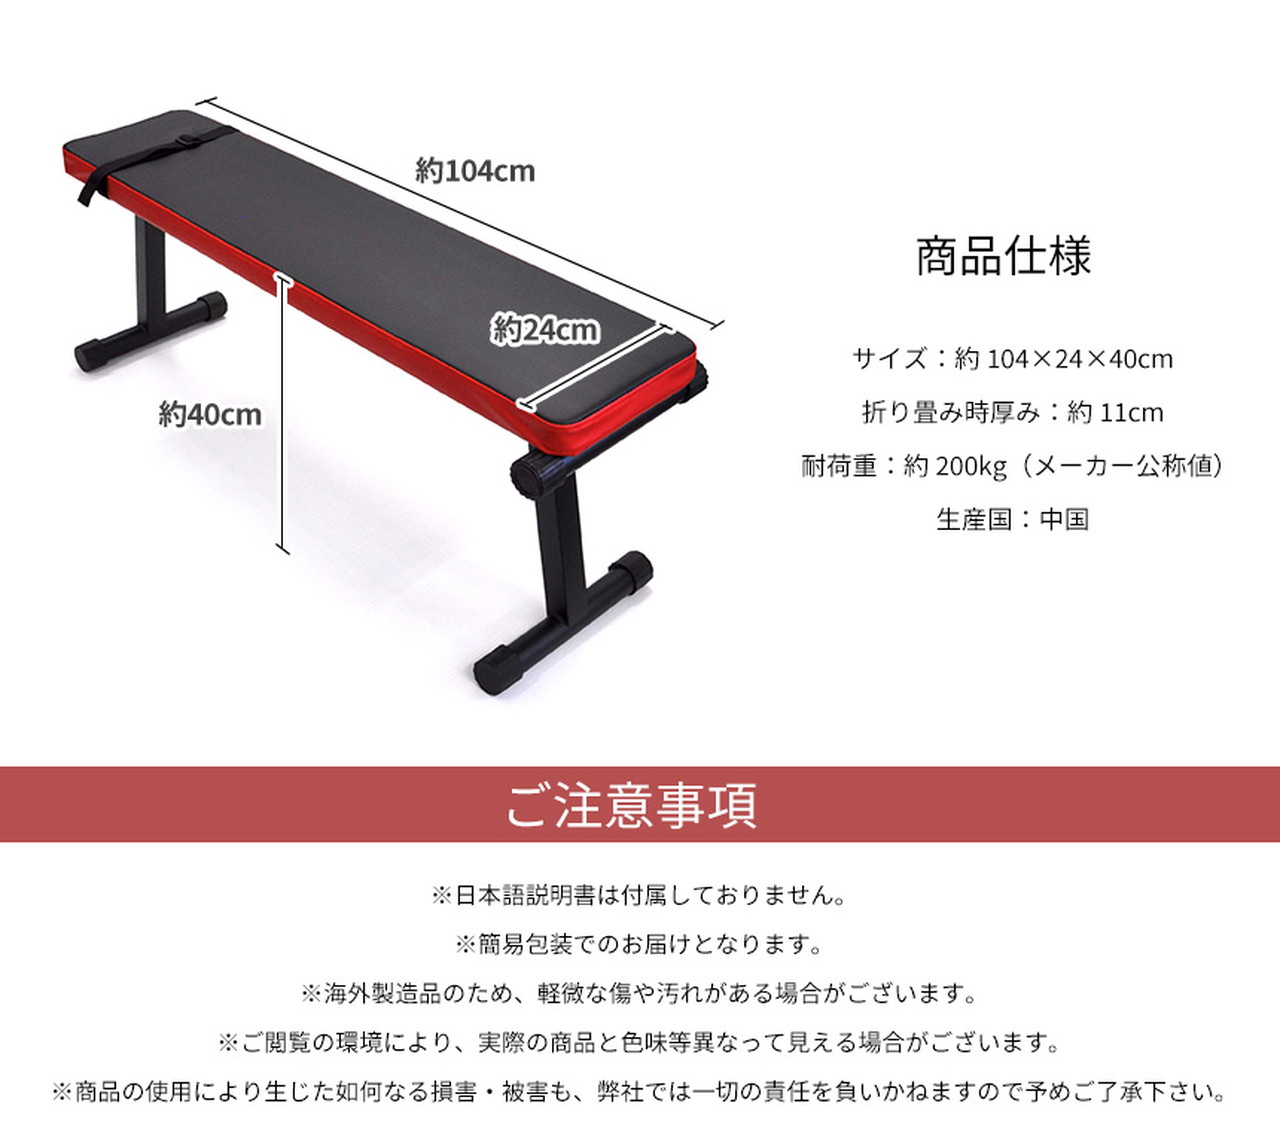 約104cm
約24cm
約40cm
商品仕様
サイズ：約 104×24×40cm
折り畳み時厚み：約 11cm
耐荷重：約 200kg（メーカー公称値）
生産国：中国
ご注意事項
※日本語説明書は付属しておりません。
※簡易包装でのお届けとなります。
※海外製造品のため、軽微な傷や汚れがある場合がございます。
※ご閲覧の環境により、実際の商品と色味等異なって見える場合がございます。
※商品の使用により生じた如何なる損害・被害も、弊社では一切の責任を負いかねますので予めご了承下さい。